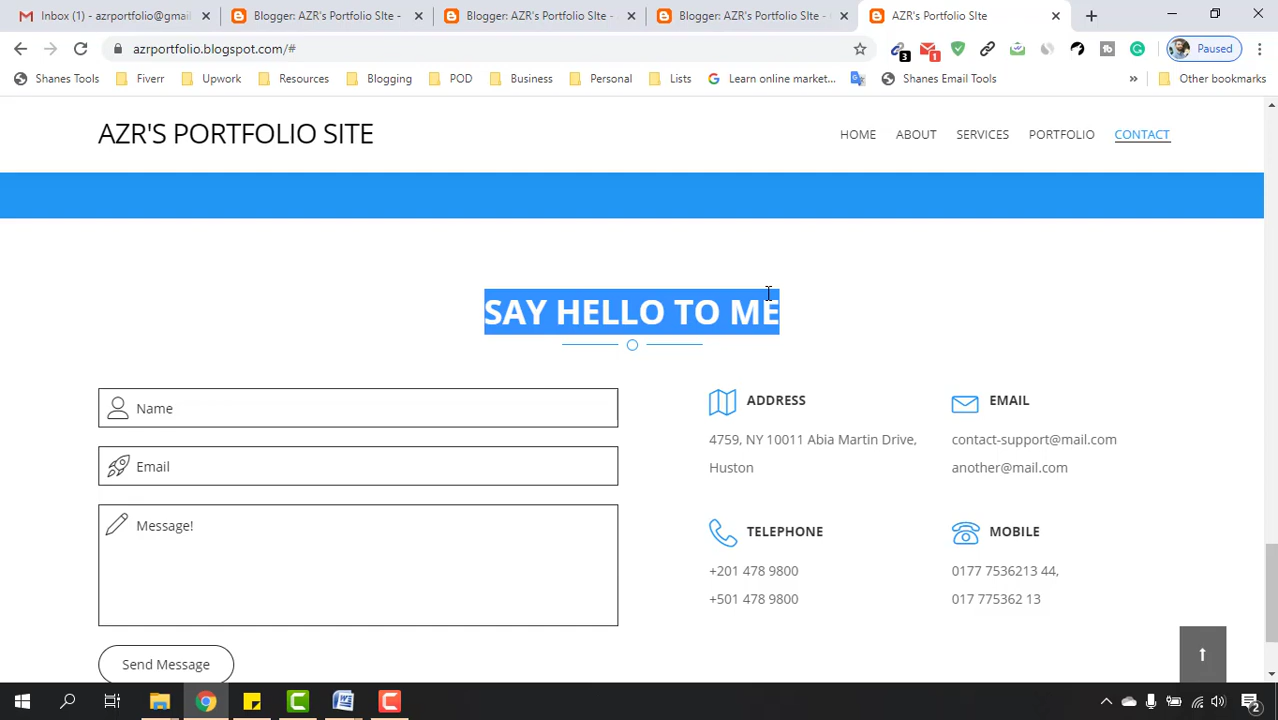 Inbox (1) - azrportfolio@gmail
Blogger: AZR's Portfolio SIte -
Blogger: AZR's Portfolio SIte -
Blogger: AZR's Portfolio SIte -
AZR's Portfolio SIte
azrportfolio.blogspot.com/#
3
1
Paused
Shanes Tools
Fiverr
Upwork
Resources
Blogging
POD
Business
Personal
Lists
Learn online market...
Shanes Email Tools
»
Other bookmarks
AZR'S PORTFOLIO SITE
HOME
ABOUT
SERVICES
PORTFOLIO
CONTACT
SAY HELLO TO ME
Name
Email
Message!
Send Message
ADDRESS
4759, NY 10011 Abia Martin Drive,
Huston
EMAIL
contact-support@mail.com
another@mail.com
TELEPHONE
+201 478 9800
+501 478 9800
MOBILE
0177 7536213 44,
017 775362 13
2